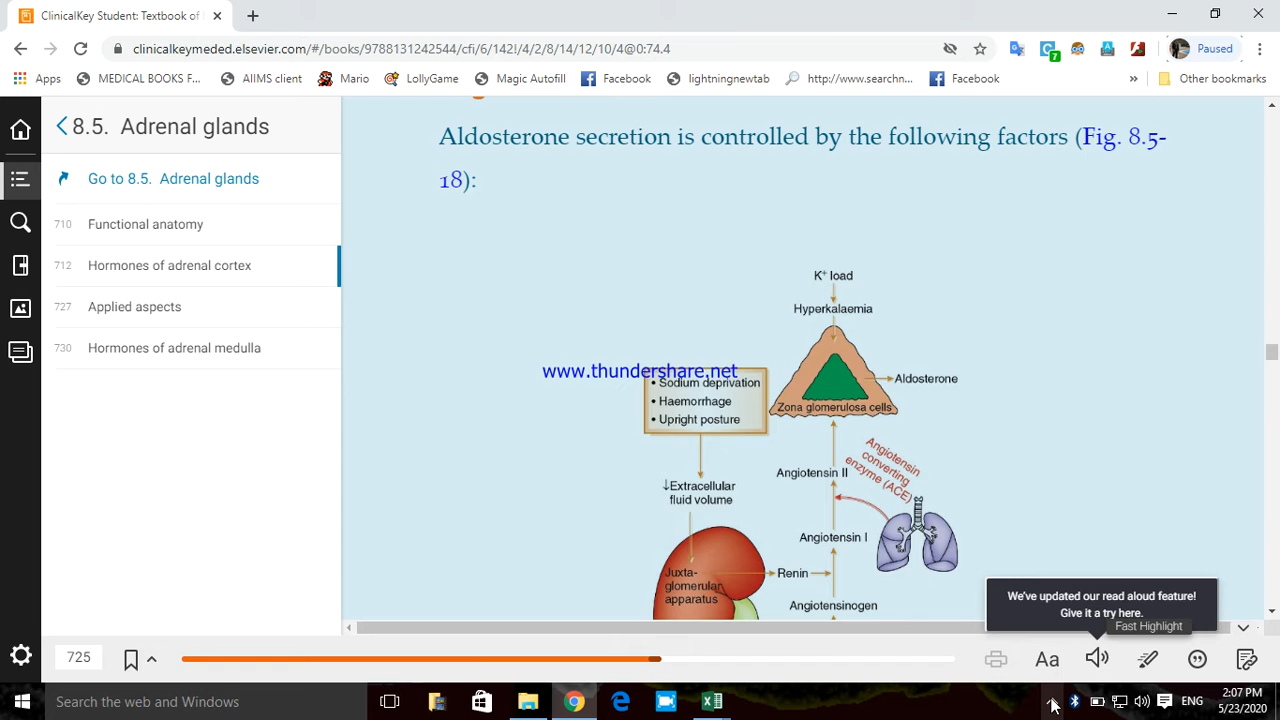 ClinicalKey Student: Textbook of
clinicalkeymeded.elsevier.com/#/books/9788131242544/cfi/6/142!/4/2/8/14/12/10/4@0:74.4
7
Paused
Apps
MEDICAL BOOKS F...
AIIMS client
Mario
LollyGame
Magic Autofill
Facebook
lightningnewtab
http://www.searchn...
Facebook
»
Other bookmarks
8.5. Adrenal glands
Go to 8.5. Adrenal glands
710 Functional anatomy
712 Hormones of adrenal cortex
727 Applied aspects
730 Hormones of adrenal medulla
Aldosterone secretion is controlled by the following factors (Fig. 8.5-
18):
K+ load
Hyperkalaemia
www.thundershare.net
• Sodium deprivation
• Haemorrhage
• Upright posture
Aldosterone
Zona glomerulosa cells
Angiotensin
converting
enzyme (ACE)
Angiotensin II
↓Extracellular
fluid volume
Angiotensin I
Juxta-
glomerular
apparatus
Renin
Angiotensinogen
We've updated our read aloud feature!
Give it a try here.
Fast Highlight
725
Aa
Search the web and Windows
ENG
2:07 PM
5/23/2020